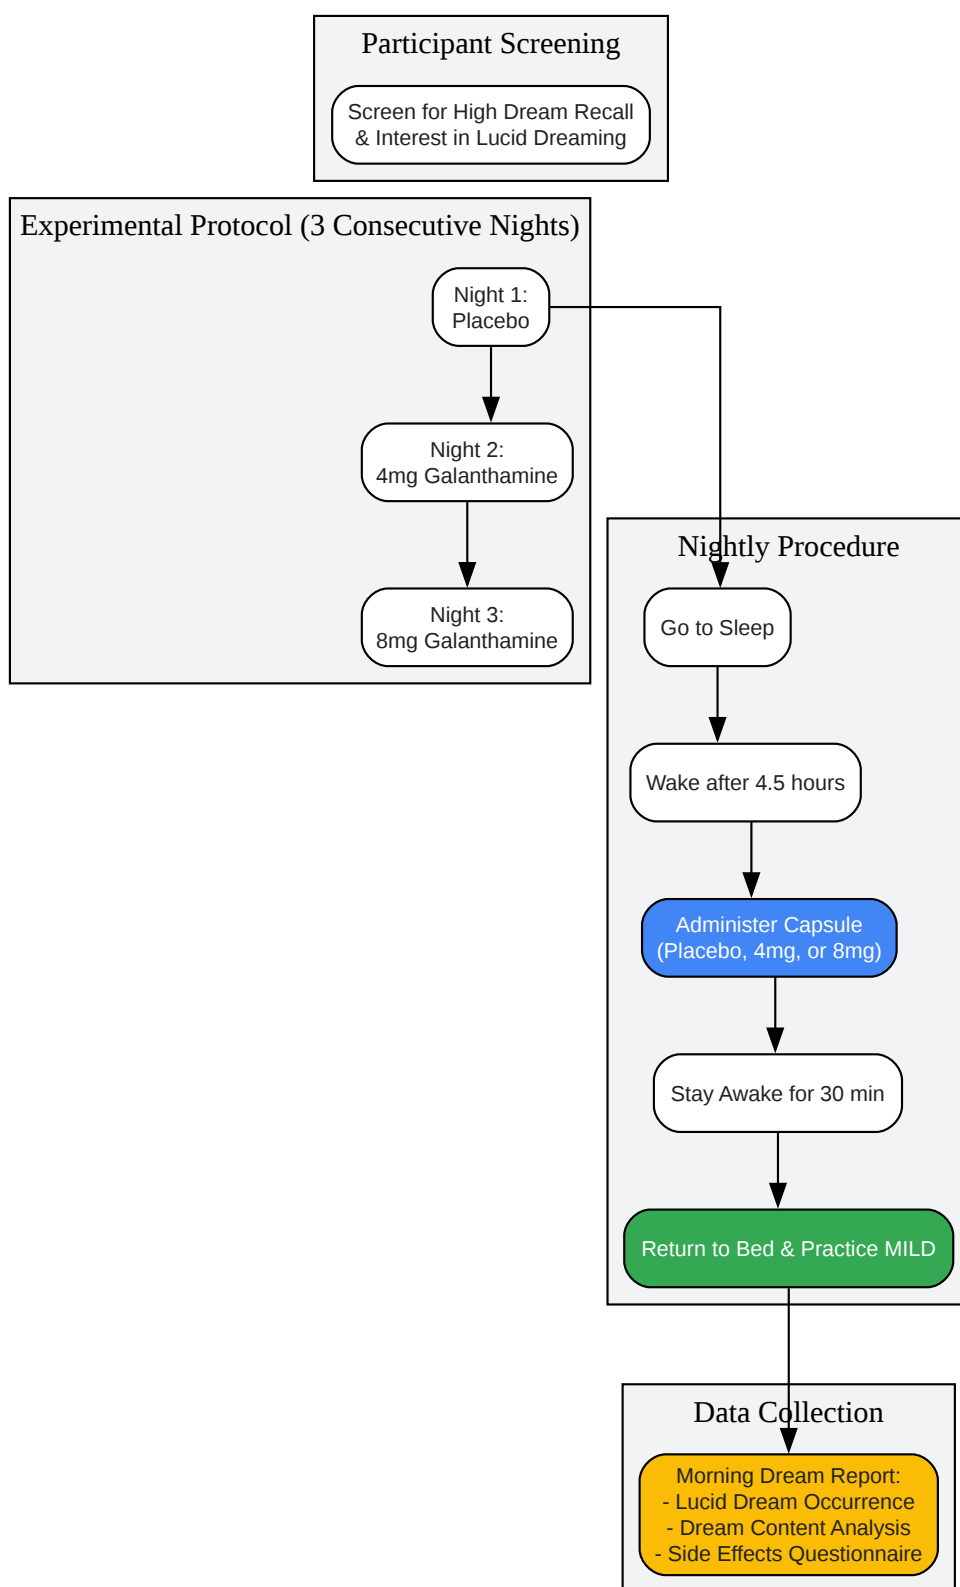 Participant Screening
Screen for High Dream Recall
& Interest in Lucid Dreaming
Experimental Protocol (3 Consecutive Nights)
Night 1:
Placebo
Night 2:
4mg Galanthamine
Night 3:
8mg Galanthamine
Nightly Procedure
Go to Sleep
Wake after 4.5 hours
Administer Capsule
(Placebo, 4mg, or 8mg)
Stay Awake for 30 min
Return to Bed & Practice MILD
Data Collection
Morning Dream Report:
- Lucid Dream Occurrence
- Dream Content Analysis
- Side Effects Questionnaire